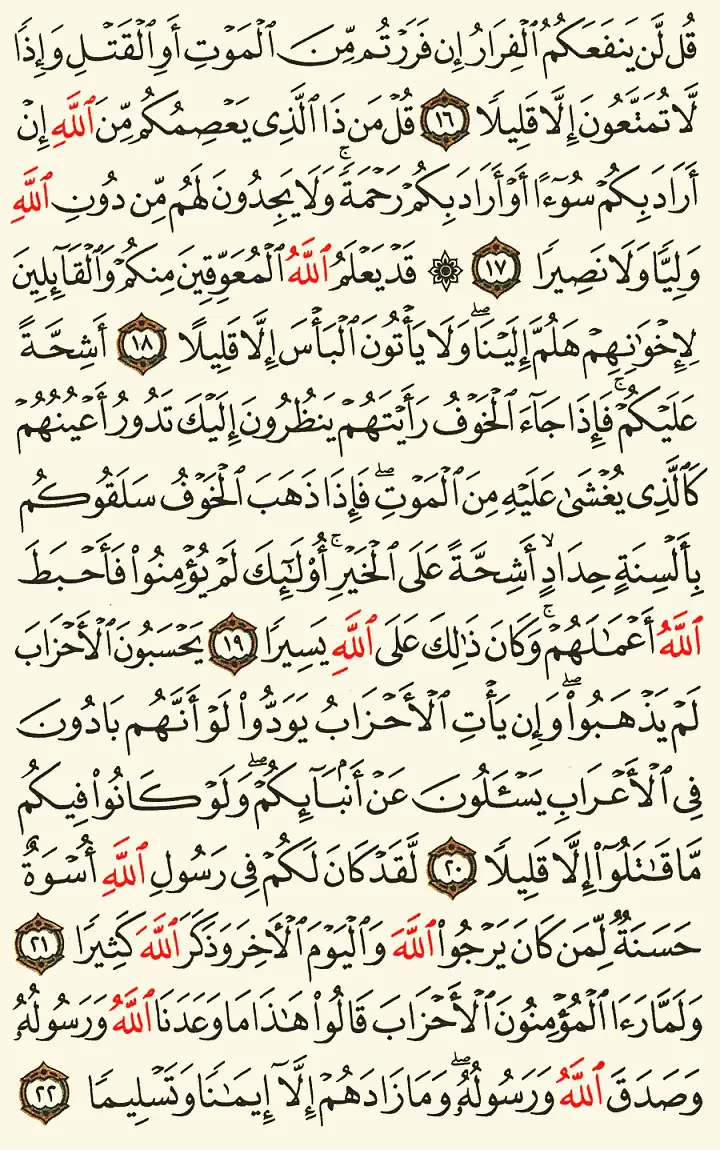 قُل لَّن يَنفَعَكُمُ ٱلْفِرَارُ إِن فَرَرْتُم مِّنَ ٱلْمَوْتِ أَوِ ٱلْقَتْلِ وَإِذًا
لَّا تُمَتَّعُونَ إِلَّا قَلِيلًا ١٦ قُلْ مَن ذَا ٱلَّذِى يَعْصِمُكُم مِّنَ ٱللَّهِ إِنْ
أَرَادَ بِكُمْ سُوٓءًا أَوْ أَرَادَ بِكُمْ رَحْمَةً ۚ وَلَا يَجِدُونَ لَهُم مِّن دُونِ ٱللَّهِ
وَلِيًّا وَلَا نَصِيرًا ١٧ ۞ قَدْ يَعْلَمُ ٱللَّهُ ٱلْمُعَوِّقِينَ مِنكُمْ وَٱلْقَآئِلِينَ
لِإِخْوَٰنِهِمْ هَلُمَّ إِلَيْنَا ۖ وَلَا يَأْتُونَ ٱلْبَأْسَ إِلَّا قَلِيلًا ١٨ أَشِحَّةً
عَلَيْكُمْ ۖ فَإِذَا جَآءَ ٱلْخَوْفُ رَأَيْتَهُمْ يَنظُرُونَ إِلَيْكَ تَدُورُ أَعْيُنُهُمْ
كَٱلَّذِى يُغْشَىٰ عَلَيْهِ مِنَ ٱلْمَوْتِ ۖ فَإِذَا ذَهَبَ ٱلْخَوْفُ سَلَقُوكُم
بِأَلْسِنَةٍ حِدَادٍ أَشِحَّةً عَلَى ٱلْخَيْرِ ۚ أُو۟لَٰٓئِكَ لَمْ يُؤْمِنُوا۟ فَأَحْبَطَ
ٱللَّهُ أَعْمَٰلَهُمْ ۚ وَكَانَ ذَٰلِكَ عَلَى ٱللَّهِ يَسِيرًا ١٩ يَحْسَبُونَ ٱلْأَحْزَابَ
لَمْ يَذْهَبُوا۟ ۖ وَإِن يَأْتِ ٱلْأَحْزَابُ يَوَدُّوا۟ لَوْ أَنَّهُم بَادُونَ
فِى ٱلْأَعْرَابِ يَسْـَٔلُونَ عَنْ أَنۢبَآئِكُمْ ۖ وَلَوْ كَانُوا۟ فِيكُم
مَّا قَٰتَلُوٓا۟ إِلَّا قَلِيلًا ٢٠ لَّقَدْ كَانَ لَكُمْ فِى رَسُولِ ٱللَّهِ أُسْوَةٌ
حَسَنَةٌ لِّمَن كَانَ يَرْجُوا۟ ٱللَّهَ وَٱلْيَوْمَ ٱلْأَخِرَ وَذَكَرَ ٱللَّهَ كَثِيرًا ٢١
وَلَمَّا رَءَا ٱلْمُؤْمِنُونَ ٱلْأَحْزَابَ قَالُوا۟ هَٰذَا مَا وَعَدَنَا ٱللَّهُ وَرَسُولُهُۥ
وَصَدَقَ ٱللَّهُ وَرَسُولُهُۥ ۖ وَمَا زَادَهُمْ إِلَّآ إِيمَٰنًا وَتَسْلِيمًا ٢٢